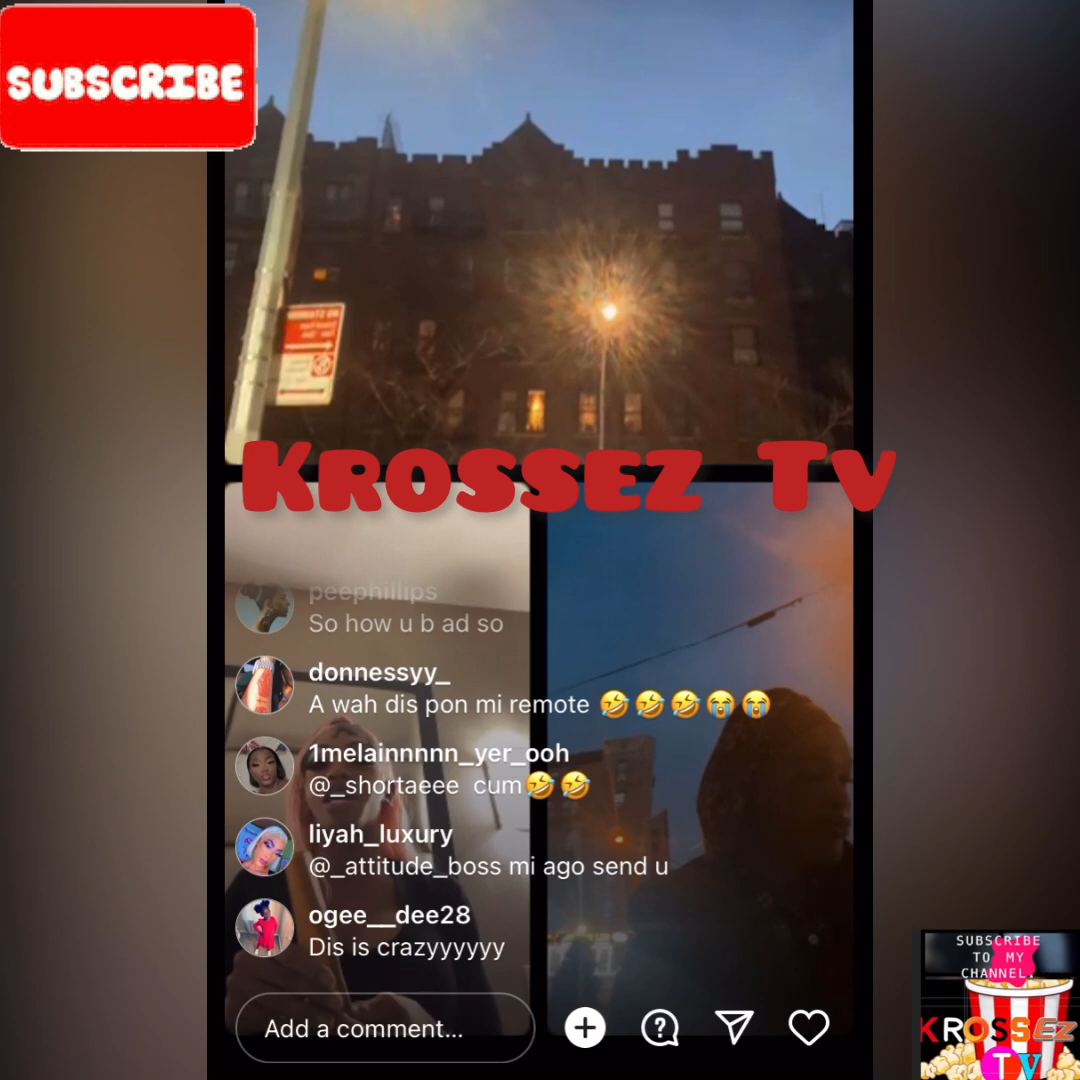 SUBSCRIBE
Krossez Tv
peephillips
So how u b ad so
donnessyy_
A wah dis pon mi remote 🤣🤣🤣😭😭
1melainnnnn_yer_ooh
@_shortaeee cum🤣🤣
liyah_luxury
@_attitude_boss mi ago send u
ogee__dee28
Dis is crazyyyyyy
Add a comment...
SUBSCRIBE
TO MY
CHANNEL.
KROSSEZ
TV